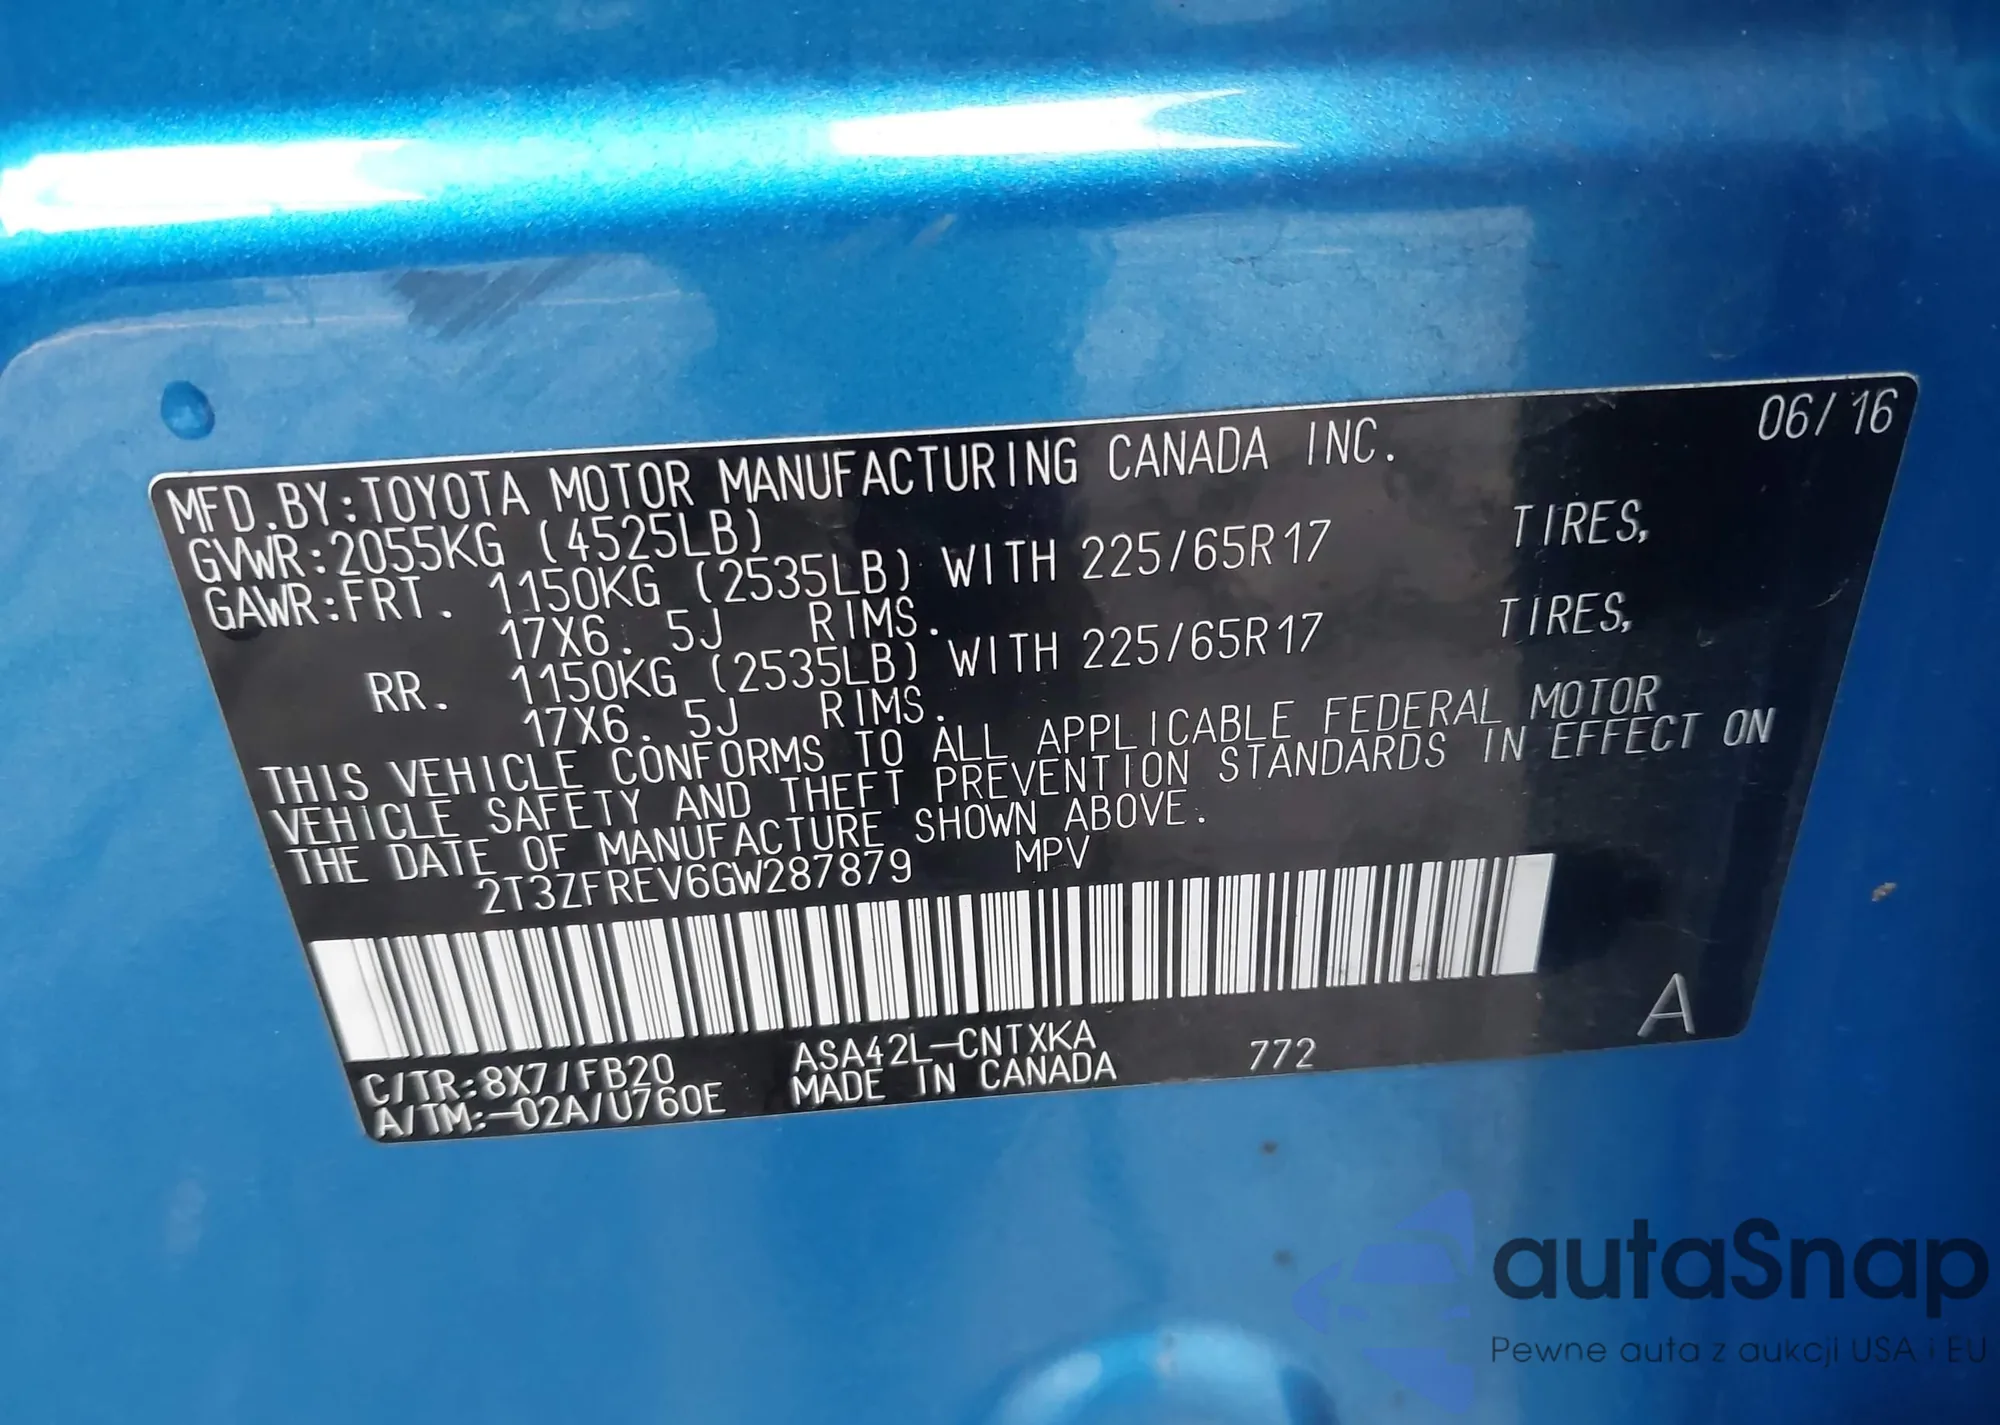 06/16
MFD.BY:TOYOTA MOTOR MANUFACTURING CANADA INC.
GVWR:2055KG (4525LB)
GAWR:FRT. 1150KG (2535LB) WITH 225/65R17 TIRES,
17X6.5J RIMS.
RR. 1150KG (2535LB) WITH 225/65R17 TIRES,
17X6.5J RIMS.
THIS VEHICLE CONFORMS TO ALL APPLICABLE FEDERAL MOTOR
VEHICLE SAFETY AND THEFT PREVENTION STANDARDS IN EFFECT ON
THE DATE OF MANUFACTURE SHOWN ABOVE.
2T3ZFREV6GW287879 MPV
A
C/TR:8X7/FB20 ASA42L-CNTXKA 772
A/TM:-02A/U760E MADE IN CANADA
autaSnap
Pewne auta z aukcji USA i EU